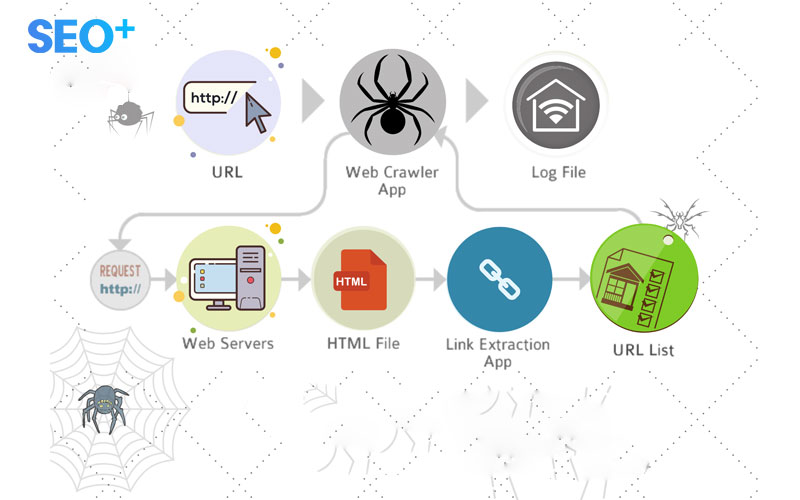 SEO+
http://
URL
Web Crawler
App
Log File
REQUEST
http://
HTML
Web Servers
HTML File
Link Extraction
App
URL List